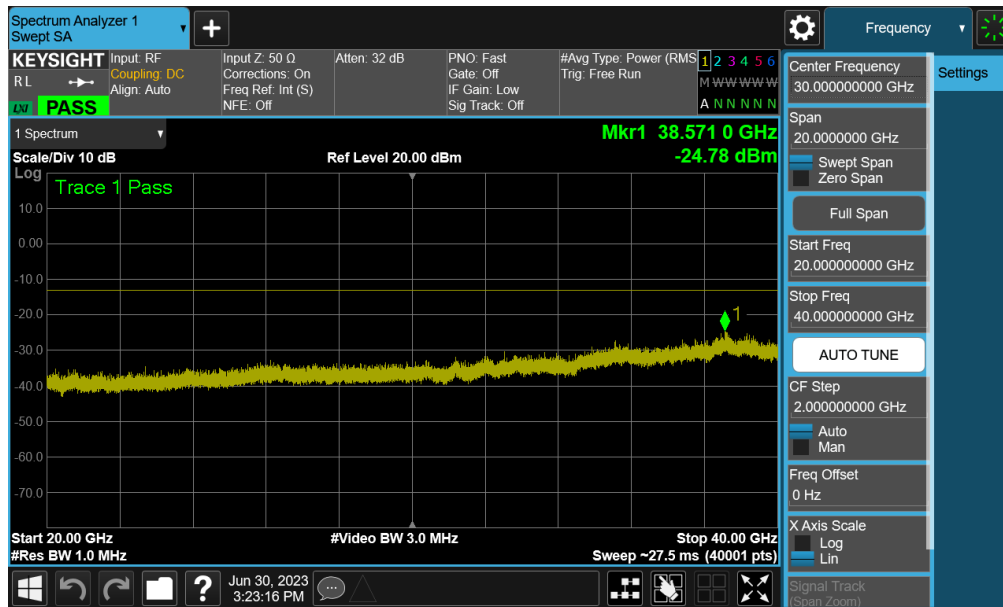 Spectrum Analyzer 1
Swept SA
Frequency
KEYSIGHT
RL
LXI PASS
Input: RF
Coupling: DC
Align: Auto
Input Z: 50 Ω
Corrections: On
Freq Ref: Int (S)
NFE: Off
Atten: 32 dB
PNO: Fast
Gate: Off
IF Gain: Low
Sig Track: Off
#Avg Type: Power (RMS
Trig: Free Run
1 2 3 4 5 6
M W W W W W
A N N N N N
1 Spectrum
Scale/Div 10 dB
Ref Level 20.00 dBm
Mkr1 38.571 0 GHz
-24.78 dBm
Log
Trace 1 Pass
10.0
0.00
-10.0
-20.0
-30.0
-40.0
-50.0
-60.0
-70.0
1
Start 20.00 GHz
#Res BW 1.0 MHz
#Video BW 3.0 MHz
Stop 40.00 GHz
Sweep ~27.5 ms (40001 pts)
?
Jun 30, 2023
3:23:16 PM
Center Frequency
30.000000000 GHz
Span
20.0000000 GHz
Swept Span
Zero Span
Full Span
Start Freq
20.000000000 GHz
Stop Freq
40.000000000 GHz
AUTO TUNE
CF Step
2.000000000 GHz
Auto
Man
Freq Offset
0 Hz
X Axis Scale
Log
Lin
Signal Track
(Span Zoom)
Settings